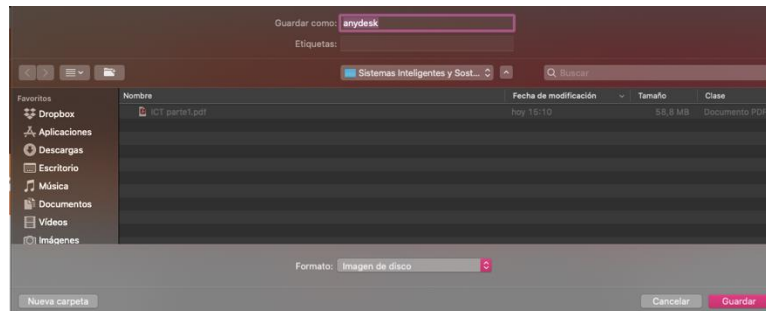 Guardar como: anydesk
Etiquetas:
Sistemas Inteligentes y Sost...
Buscar
Favoritos
Nombre Fecha de modificación Tamaño Clase
ICT parte1.pdf hoy 15:10 58,8 MB Documento PDF
Dropbox
Aplicaciones
Descargas
Escritorio
Música
Documentos
Vídeos
Imágenes
Formato: Imagen de disco
Nueva carpeta Cancelar Guardar